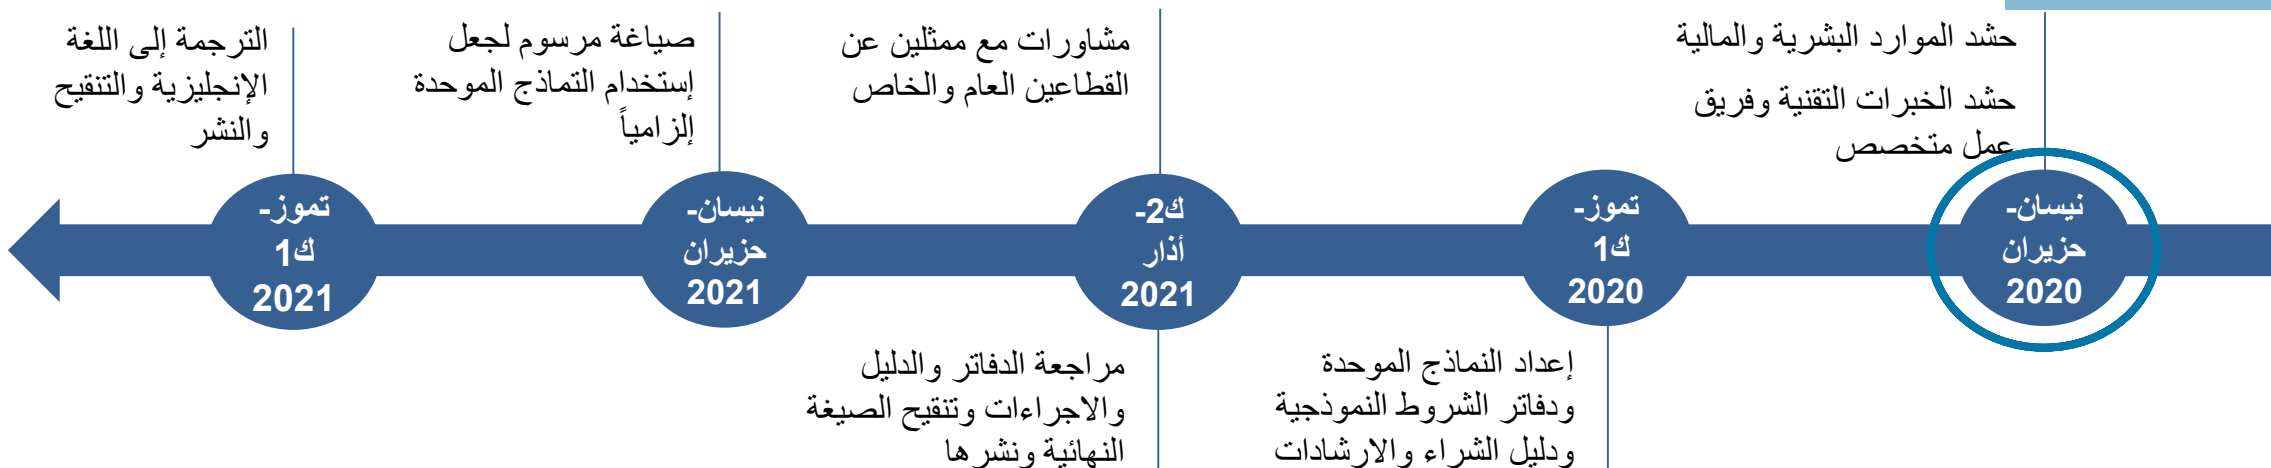 حشد الموارد البشرية والمالية
حشد الخبرات التقنية وفريق
عمل متخصص
نيسان-
حزيران
2020
تموز-
ك1
2020
إعداد النماذج الموحدة
ودفاتر الشروط النموذجية
ودليل الشراء والارشادات
مشاورات مع ممثلين عن
القطاعين العام والخاص
ك2-
أذار
2021
مراجعة الدفاتر والدليل
والاجراءات وتنقيح الصيغة
النهائية ونشرها
صياغة مرسوم لجعل
إستخدام النماذج الموحدة
إلزامياً
نيسان-
حزيران
2021
الترجمة إلى اللغة
الإنجليزية والتنقيح
والنشر
تموز-
ك1
2021